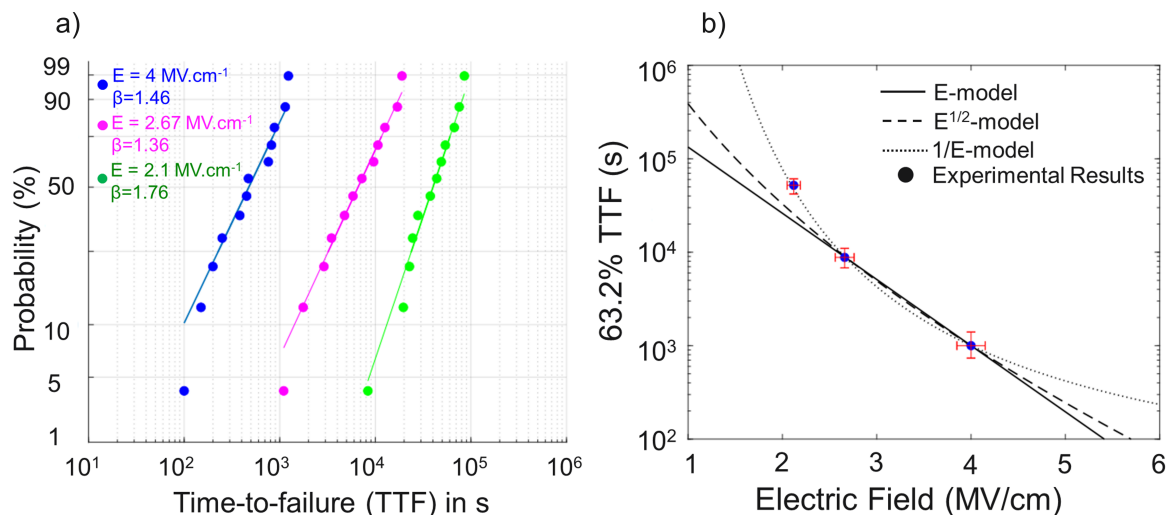 a)
99
90
50
10
5
1
Probability (%)
E = 4 MV.cm⁻¹
β=1.46
E = 2.67 MV.cm⁻¹
β=1.36
E = 2.1 MV.cm⁻¹
β=1.76
10¹ 10² 10³ 10⁴ 10⁵ 10⁶
Time-to-failure (TTF) in s
b)
10⁶
10⁵
10⁴
10³
10²
63.2% TTF (s)
E-model
E¹/²-model
1/E-model
Experimental Results
1 2 3 4 5 6
Electric Field (MV/cm)